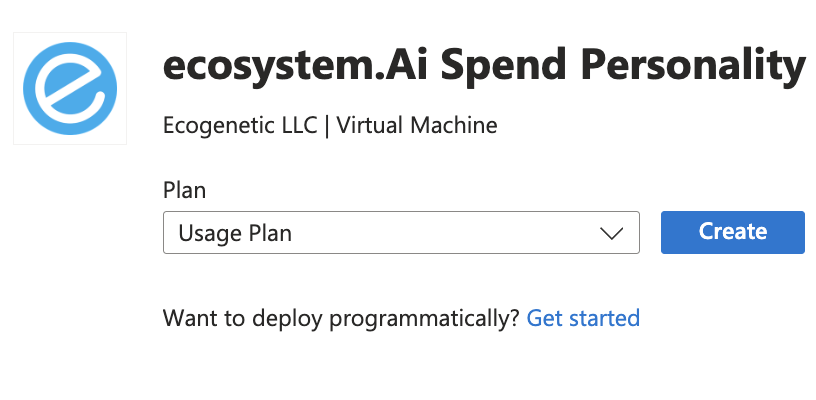 ecosystem.Ai Spend Personality
Ecogenetic LLC | Virtual Machine
Plan
Usage Plan
Create
Want to deploy programmatically? Get started